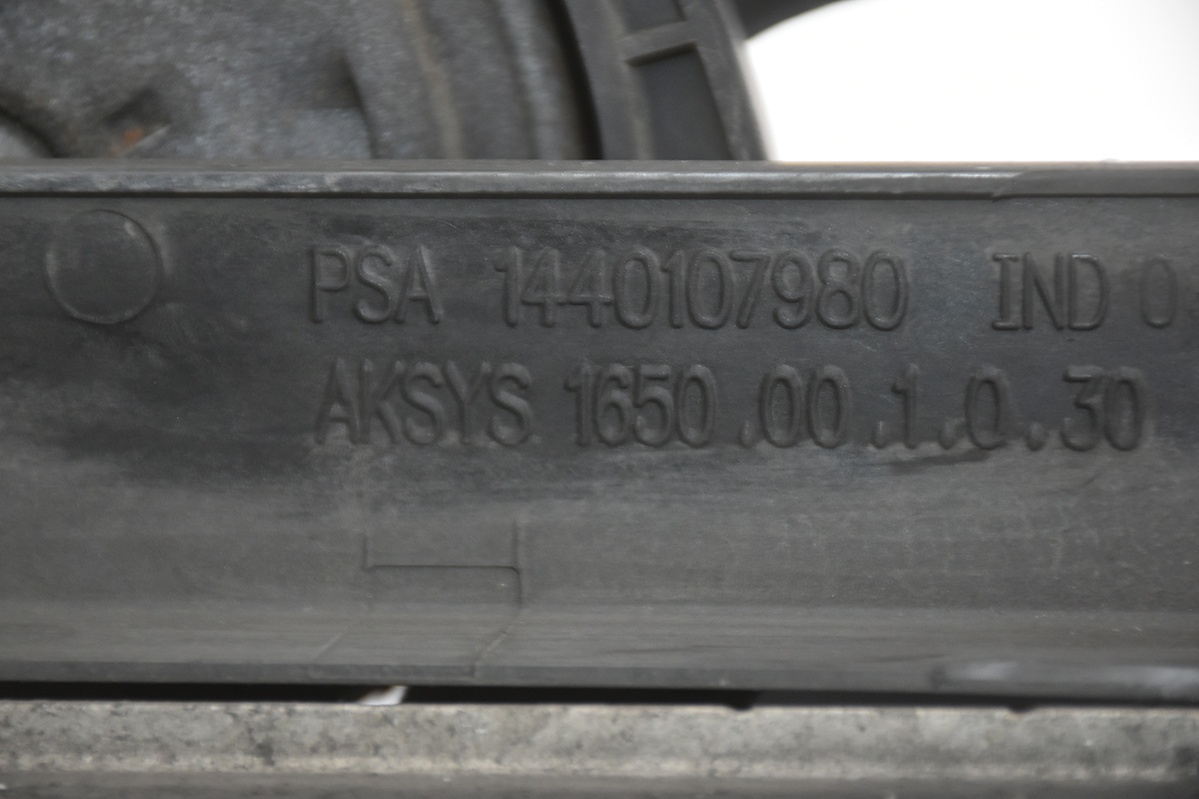 PSA 1440107980 IND 0
AKSYS 1650.00.1.0.30